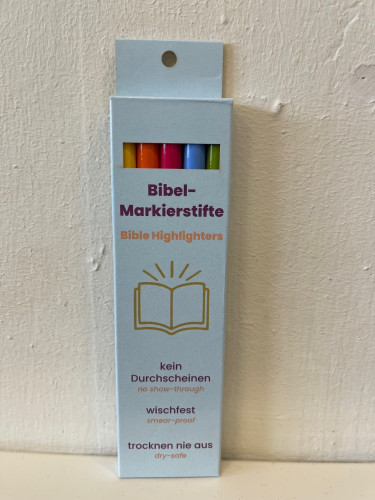 Bibel-
Markierstifte
Bible Highlighters
kein
Durchscheinen
no show-through
wischfest
smear-proof
trocknen nie aus
dry-safe